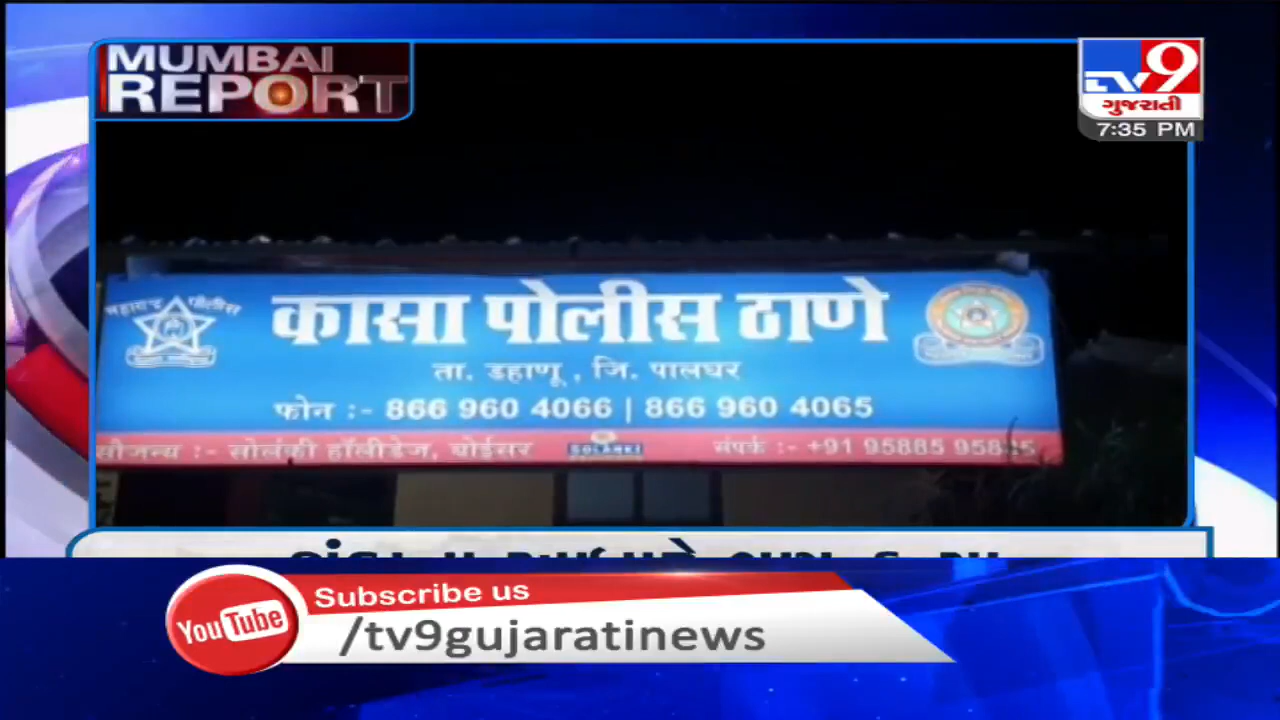 MUMBAI
REPORT
TV9
ગુજરાતી
7:35 PM
महाराष्ट्र पोलीस
कासा पोलीस ठाणे
ता. डहाणू , जि. पालघर
फोन :- 866 960 4066 | 866 960 4065
सौजन्य :- सोलंकी हॉलीडेज, बोईसर SOLANKI संपर्क :- +91 95885
Subscribe us
YouTube /tv9gujaratinews